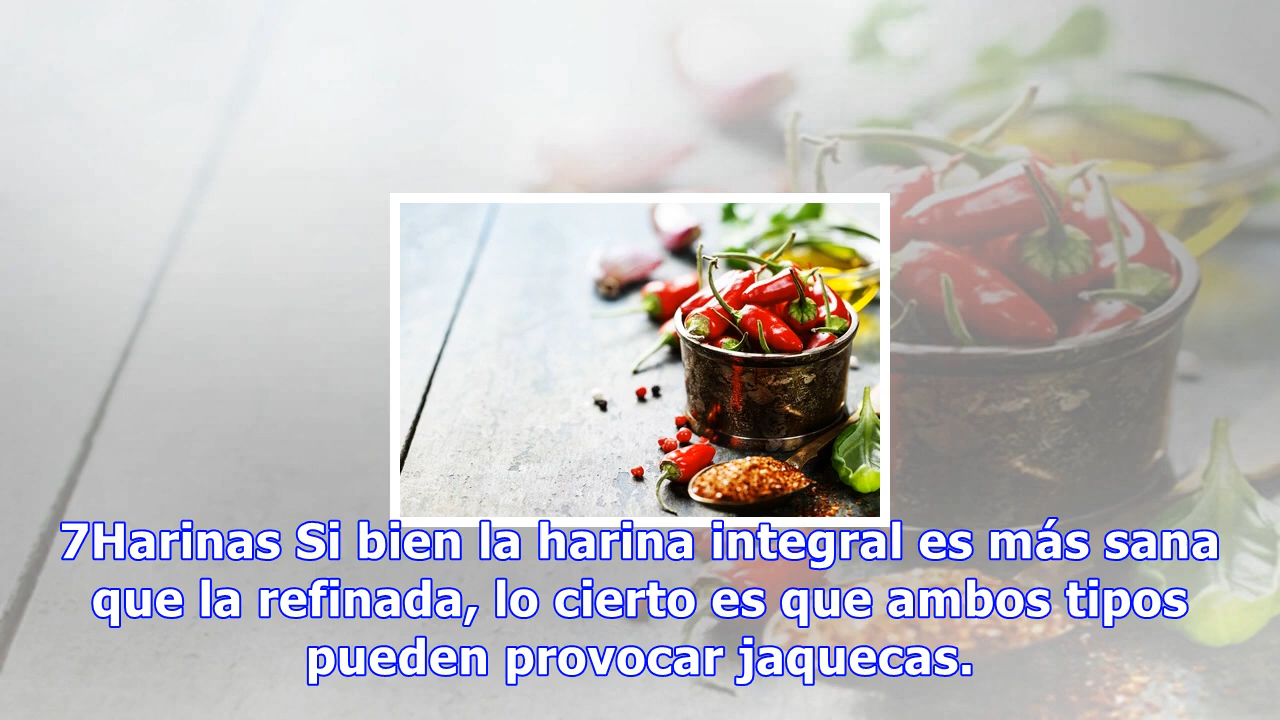 7Harinas Si bien la harina integral es más sana
que la refinada, lo cierto es que ambos tipos
pueden provocar jaquecas.